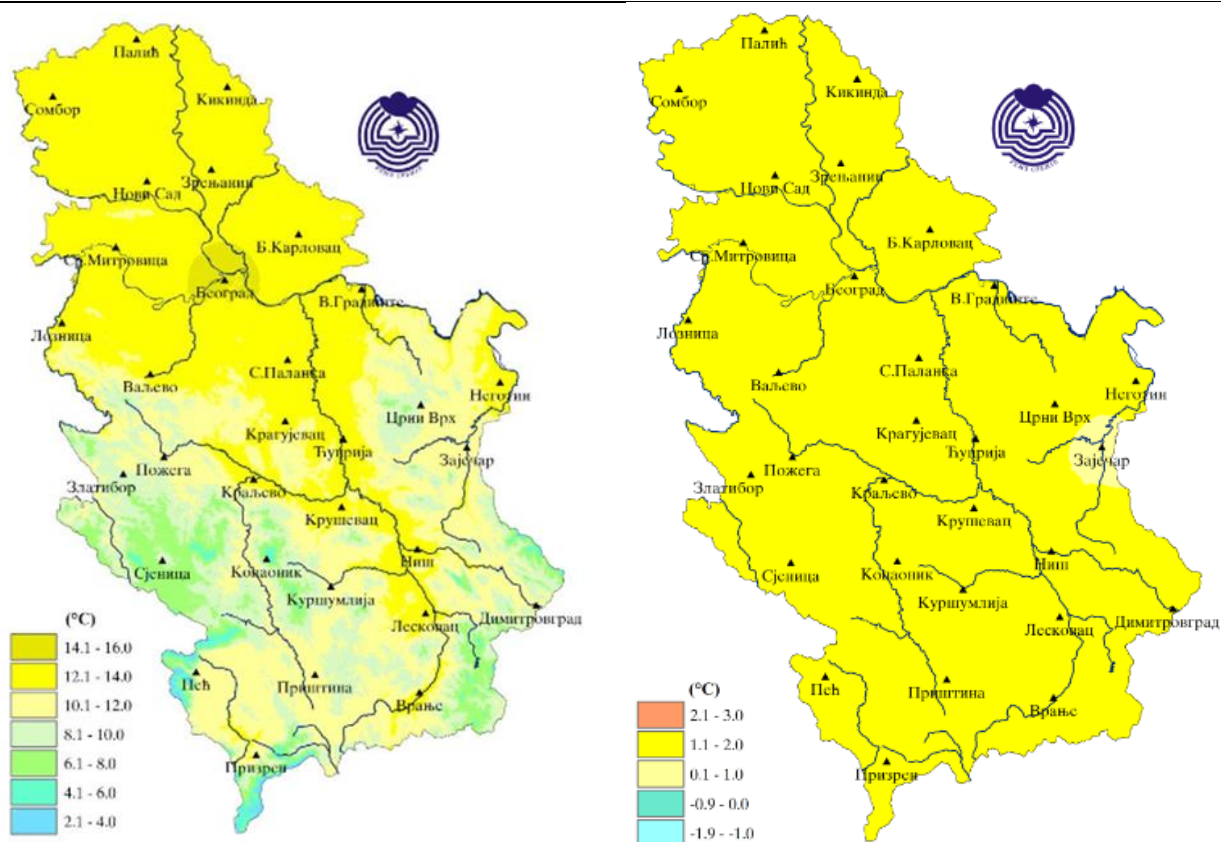 Палић
Кикинда
Сомбор
Зрењанин
Нови Сад
Б.Карловац
Ср.Митровица
Београд
В.Градиште
Лозница
С.Паланка
Ваљево
Неготин
Црни Врх
Крагујевац
Ћуприја
Зајечар
Пожега
Златибор
Краљево
Крушевац
Ниш
Сјеница
Копаоник
Куршумлија
Димитровград
Лесковац
Пећ
Приштина
Врање
Призрен
(°C)
14.1 - 16.0
12.1 - 14.0
10.1 - 12.0
8.1 - 10.0
6.1 - 8.0
4.1 - 6.0
2.1 - 4.0
Палић
Кикинда
Сомбор
Зрењанин
Нови Сад
Б.Карловац
Ср.Митровица
Београд
В.Градиште
Лозница
С.Паланка
Ваљево
Неготин
Црни Врх
Крагујевац
Ћуприја
Зајечар
Пожега
Златибор
Краљево
Крушевац
Ниш
Сјеница
Копаоник
Куршумлија
Димитровград
Лесковац
Пећ
Приштина
Врање
Призрен
(°C)
2.1 - 3.0
1.1 - 2.0
0.1 - 1.0
-0.9 - 0.0
-1.9 - -1.0